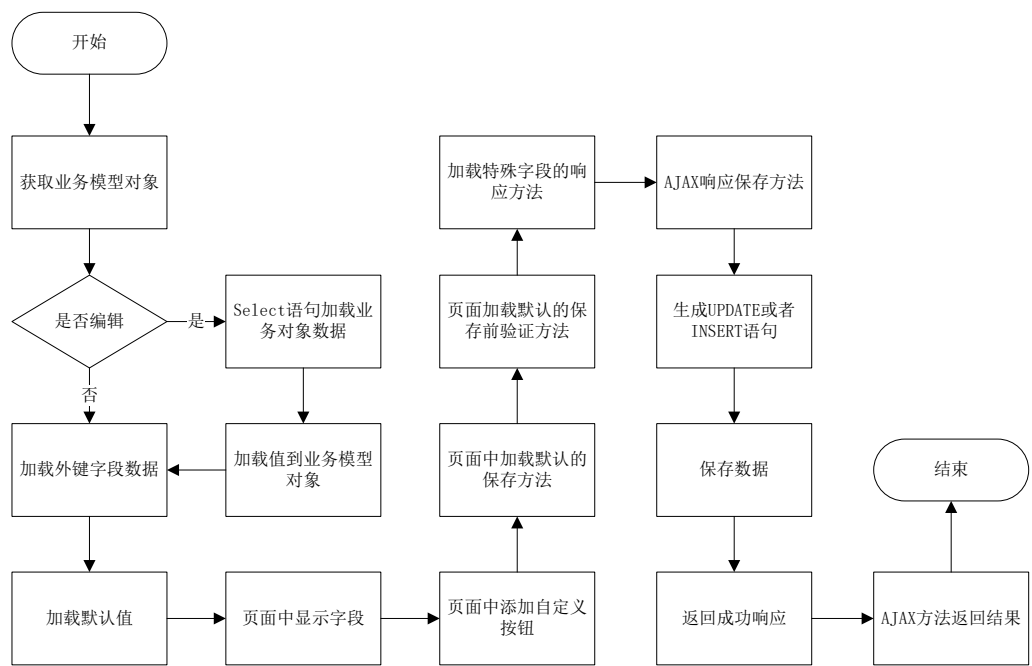 开始
获取业务模型对象
是否编辑
是
Select语句加载业
务对象数据
否
加载外键字段数据
加载值到业务模型
对象
加载默认值
页面中显示字段
页面中添加自定义
按钮
页面中加载默认的
保存方法
页面加载默认的保
存前验证方法
加载特殊字段的响
应方法
AJAX响应保存方法
生成UPDATE或者
INSERT语句
保存数据
返回成功响应
AJAX方法返回结果
结束